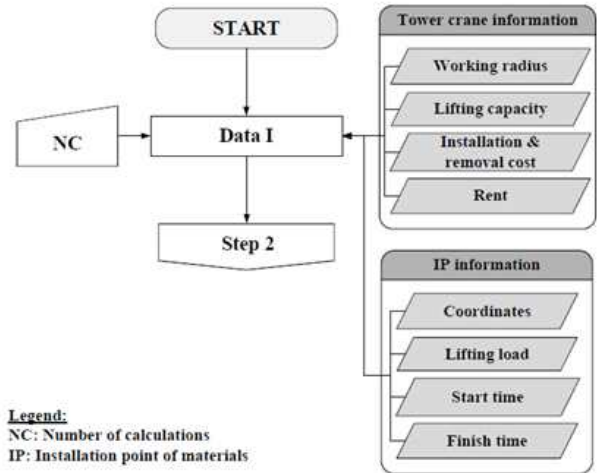 START
NC
Data I
Step 2
Tower crane information
Working radius
Lifting capacity
Installation &
removal cost
Rent
IP information
Coordinates
Lifting load
Start time
Finish time
Legend:
NC: Number of calculations
IP: Installation point of materials